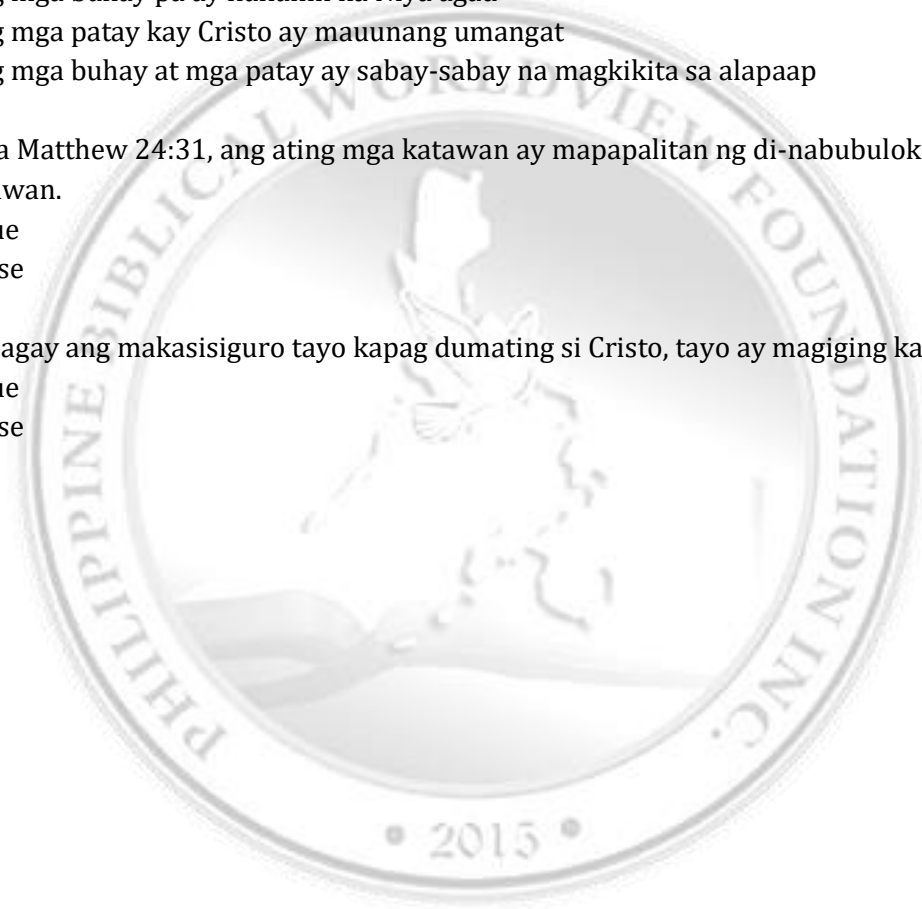 g mga patay kay Cristo ay mauunang umangat
g mga buhay at mga patay ay sabay-sabay na magkikita sa alapaap
a Matthew 24:31, ang ating mga katawan ay mapapalitan ng di-nabubulok
wan.
ue
se
agay ang makasisiguro tayo kapag dumating si Cristo, tayo ay magiging ka
ue
se
PHILIPPINE BIBLICAL WORLDVIEW FOUNDATION INC.
• 2015 •